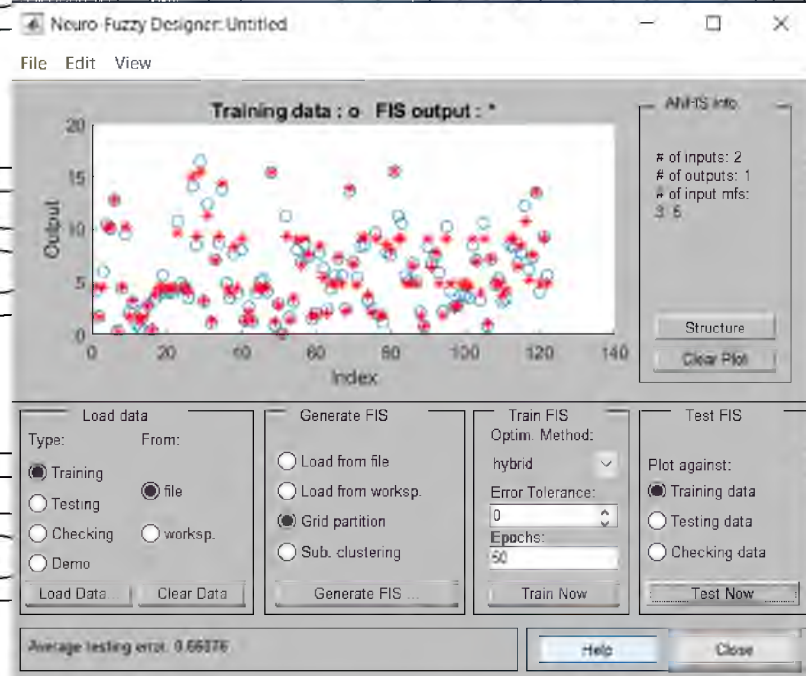 Neuro-Fuzzy Designer: Untitled
File Edit View
Training data : o FIS output : *
20
15
10
5
0
Output
0 20 40 60 80 100 120 140
Index
ANFIS Info.
# of inputs: 2
# of outputs: 1
# of input mfs:
Structure
Clear Plot
Load data
Type: From:
Training
Testing
Checking
Demo
file
worksp.
Load Data... Clear Data
Generate FIS
Load from file
Load from worksp.
Grid partition
Sub. clustering
Generate FIS ...
Train FIS
Optim. Method:
hybrid
Error Tolerance:
0
Epochs:
50
Train Now
Test FIS
Plot against:
Training data
Testing data
Checking data
Test Now
Average testing error:
Help Close